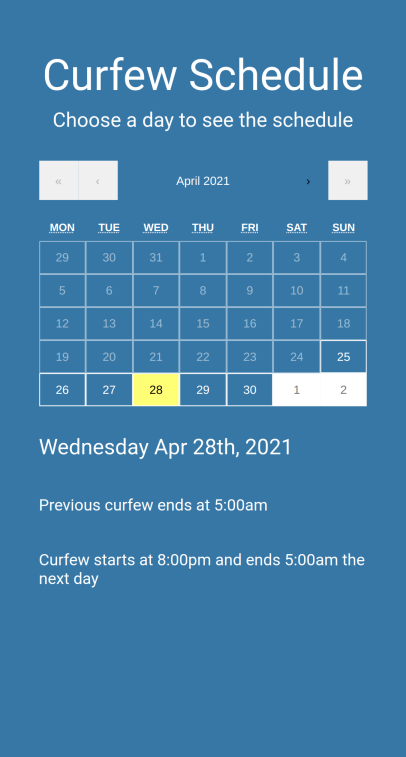 Curfew Schedule
Choose a day to see the schedule
« ‹ April 2021 › »
MON TUE WED THU FRI SAT SUN
29 30 31 1 2 3 4
5 6 7 8 9 10 11
12 13 14 15 16 17 18
19 20 21 22 23 24 25
26 27 28 29 30 1 2
Wednesday Apr 28th, 2021
Previous curfew ends at 5:00am
Curfew starts at 8:00pm and ends 5:00am the
next day